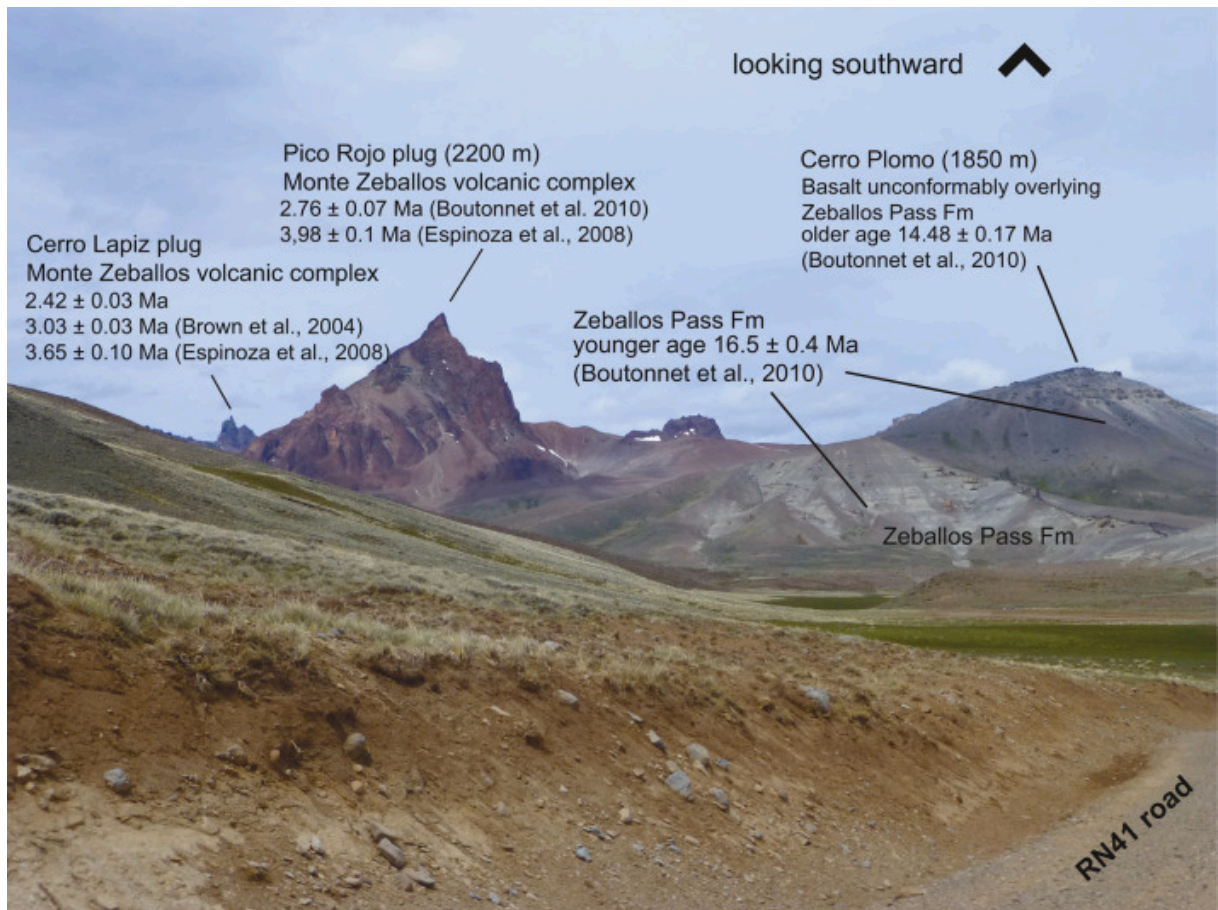 looking southward
Pico Rojo plug (2200 m)
Monte Zeballos volcanic complex
2.76 ± 0.07 Ma (Boutonnet et al. 2010)
3,98 ± 0.1 Ma (Espinoza et al., 2008)
Cerro Plomo (1850 m)
Basalt unconformably overlying
Zeballos Pass Fm
older age 14.48 ± 0.17 Ma
(Boutonnet et al., 2010)
Cerro Lapiz plug
Monte Zeballos volcanic complex
2.42 ± 0.03 Ma
3.03 ± 0.03 Ma (Brown et al., 2004)
3.65 ± 0.10 Ma (Espinoza et al., 2008)
Zeballos Pass Fm
younger age 16.5 ± 0.4 Ma
(Boutonnet et al., 2010)
Zeballos Pass Fm
RN41 road